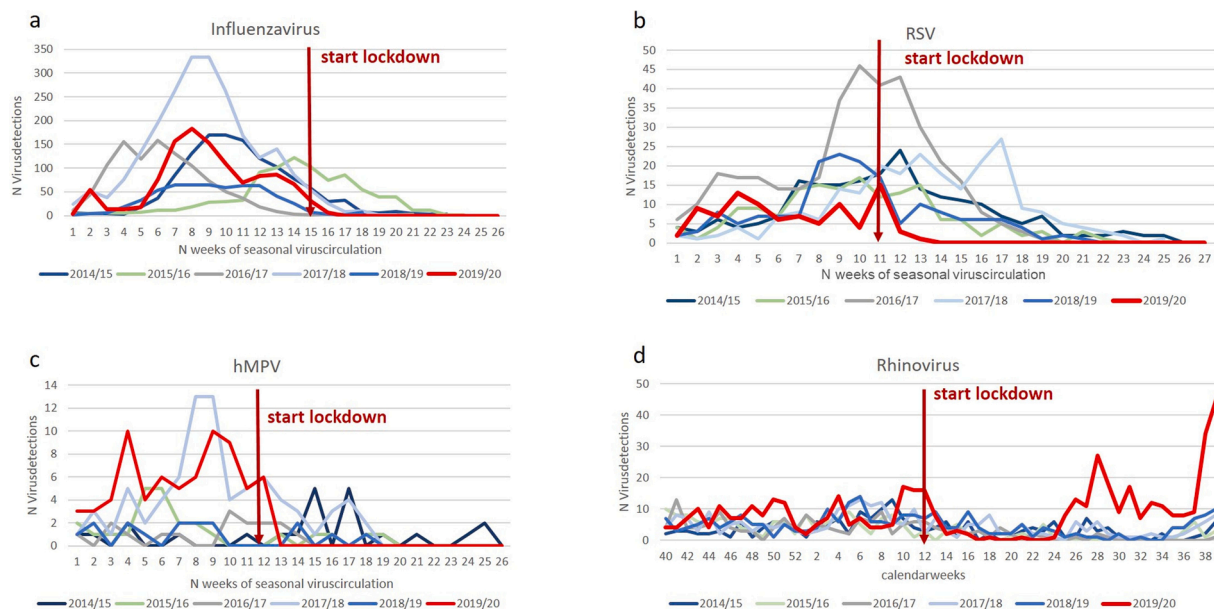 a
Influenzavirus
start lockdown
N Virusdetections
350
300
250
200
150
100
50
0
1 2 3 4 5 6 7 8 9 10 11 12 13 14 15 16 17 18 19 20 21 22 23 24 25 26
N weeks of seasonal viruscirculation
2014/15 2015/16 2016/17 2017/18 2018/19 2019/20
b
RSV
start lockdown
N Virusdetections
50
45
40
35
30
25
20
15
10
5
0
1 2 3 4 5 6 7 8 9 10 11 12 13 14 15 16 17 18 19 20 21 22 23 24 25 26 27
N weeks of seasonal viruscirculation
2014/15 2015/16 2016/17 2017/18 2018/19 2019/20
c
hMPV
start lockdown
N Virusdetections
14
12
10
8
6
4
2
0
1 2 3 4 5 6 7 8 9 10 11 12 13 14 15 16 17 18 19 20 21 22 23 24 25 26
N weeks of seasonal viruscirculation
2014/15 2015/16 2016/17 2017/18 2018/19 2019/20
d
Rhinovirus
start lockdown
N Virusdetections
50
40
30
20
10
0
40 42 44 46 48 50 52 2 4 6 8 10 12 14 16 18 20 22 24 26 28 30 32 34 36 38
calendarweeks
2014/15 2015/16 2016/17 2017/18 2018/19 2019/20